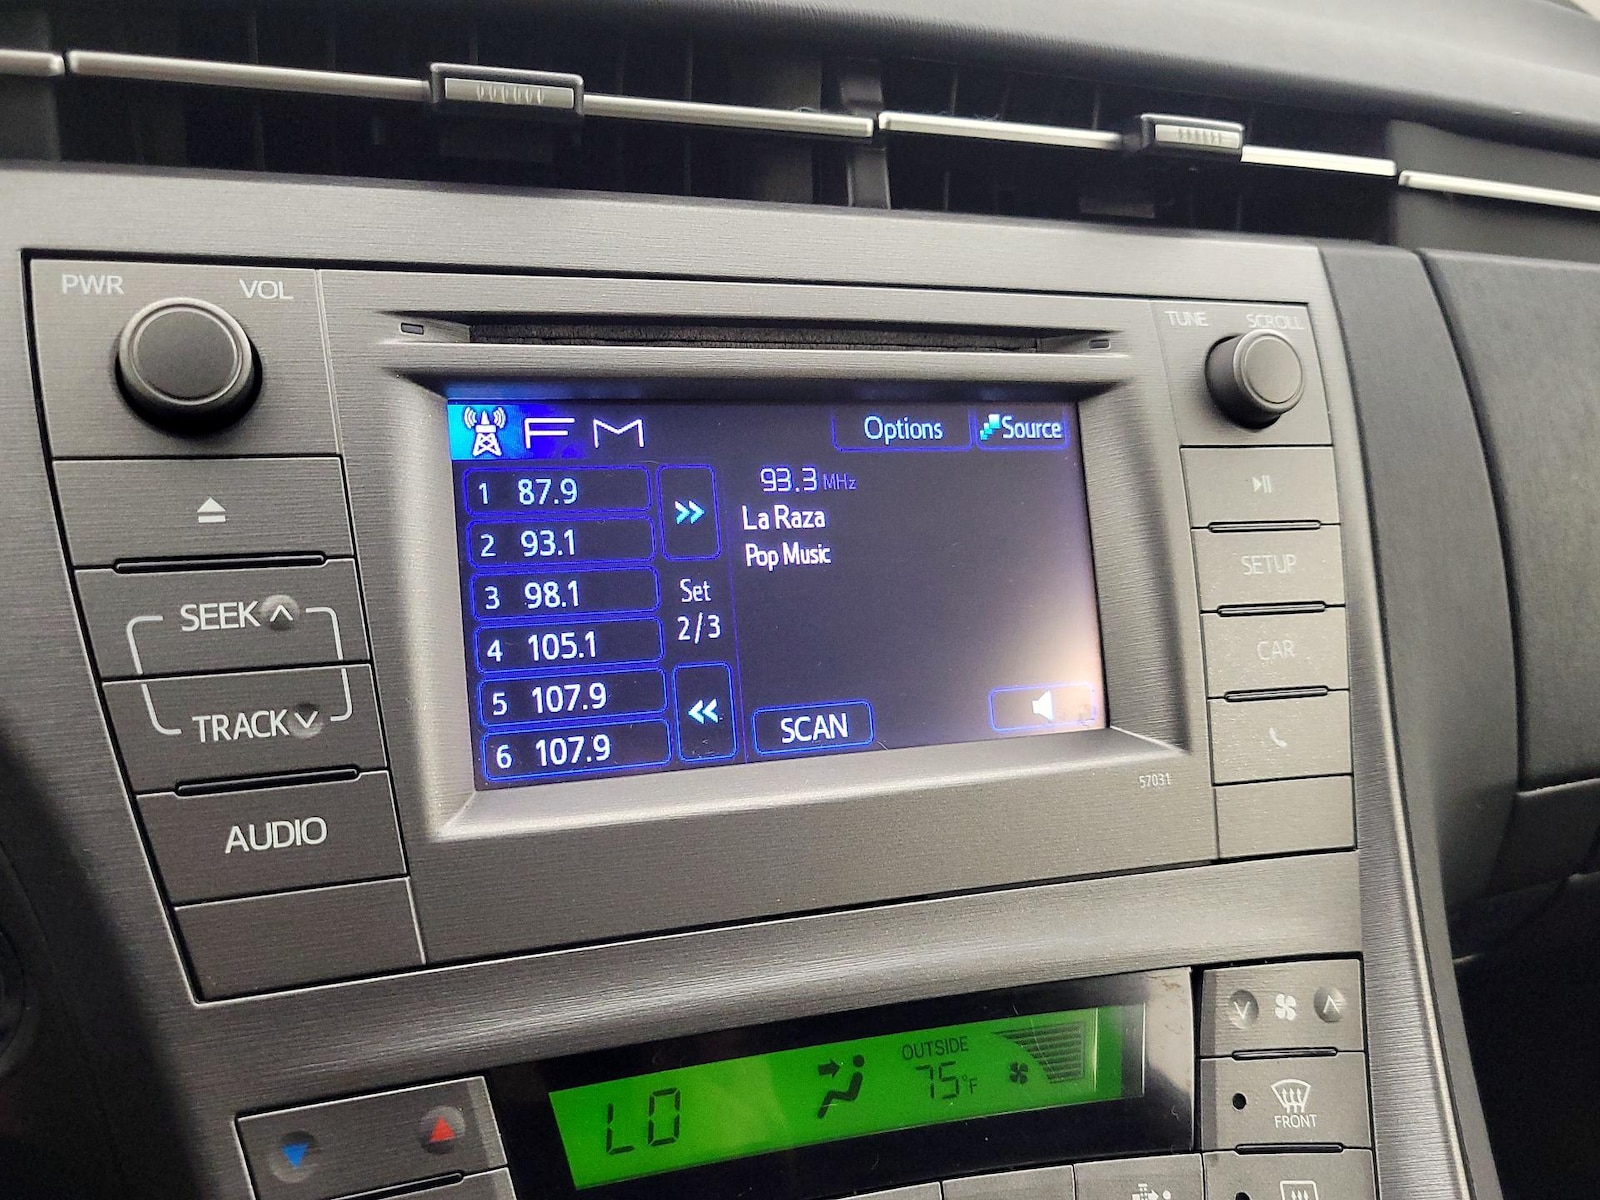 PWR VOL
TUNE SCROLL
FM Options Source
1 87.9
2 93.1
3 98.1
4 105.1
5 107.9
6 107.9
Set
2/3
93.3 MHz
La Raza
Pop Music
SCAN
SEEK
TRACK
AUDIO
SETUP
CAR
57031
LO
OUTSIDE
75°F
FRONT